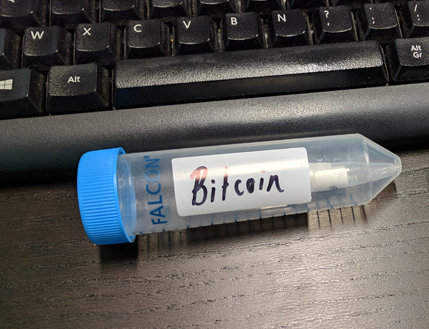 W X C V B N ? ; /
Alt Alt
Gr
FALCON
Bitcoin